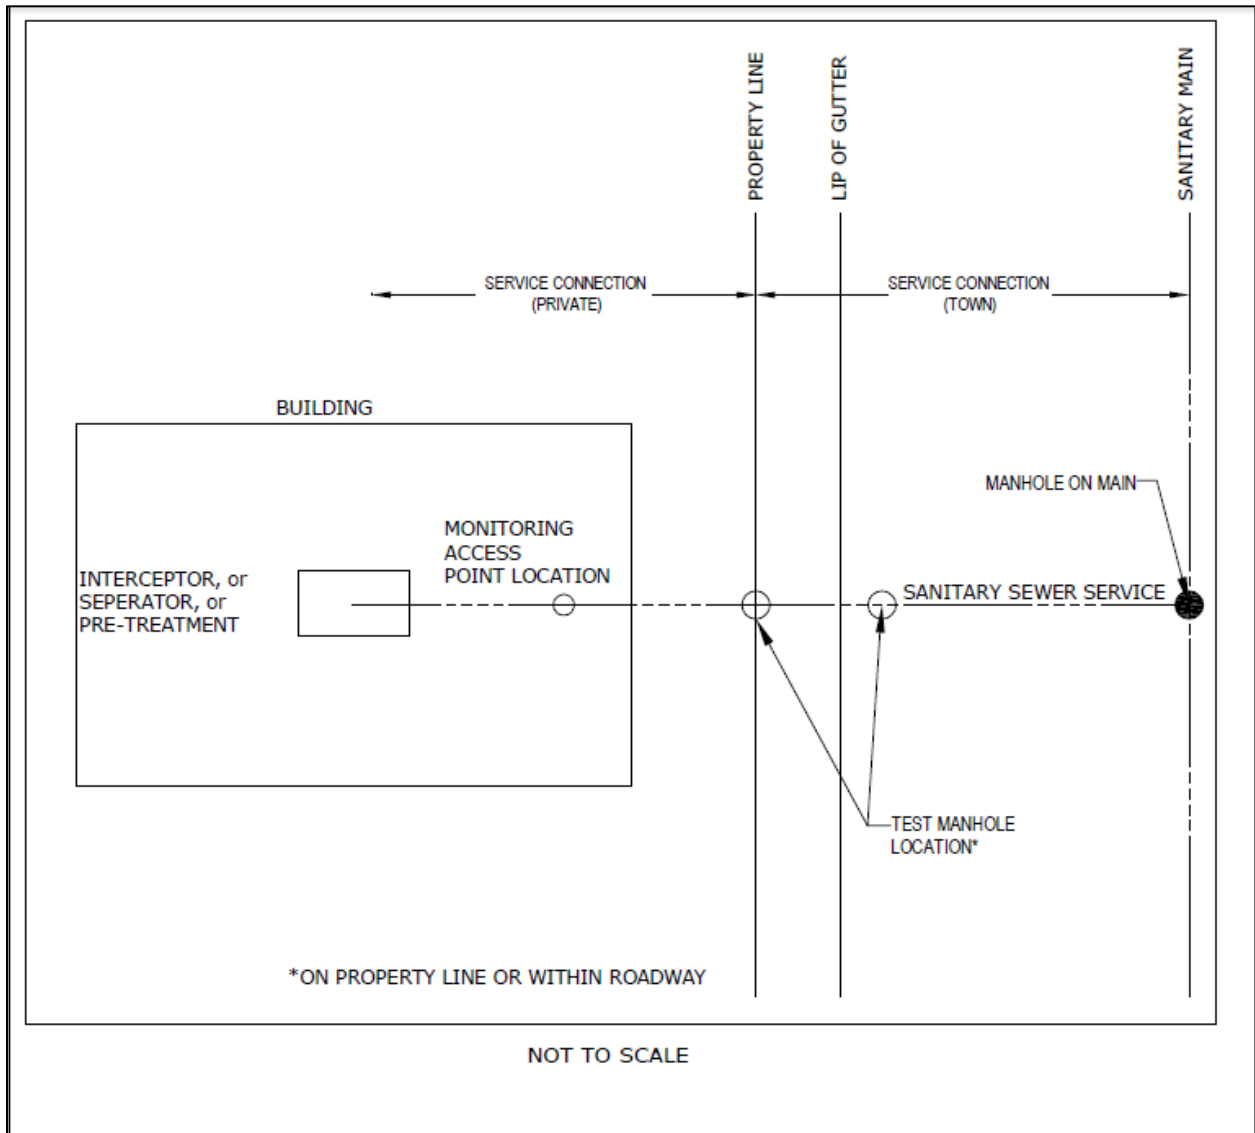 PROPERTY LINE
LIP OF GUTTER
SANITARY MAIN
SERVICE CONNECTION
(PRIVATE)
SERVICE CONNECTION
(TOWN)
BUILDING
MANHOLE ON MAIN
MONITORING
ACCESS
POINT LOCATION
INTERCEPTOR, or
SEPERATOR, or
PRE-TREATMENT
SANITARY SEWER SERVICE
TEST MANHOLE
LOCATION*
*ON PROPERTY LINE OR WITHIN ROADWAY
NOT TO SCALE